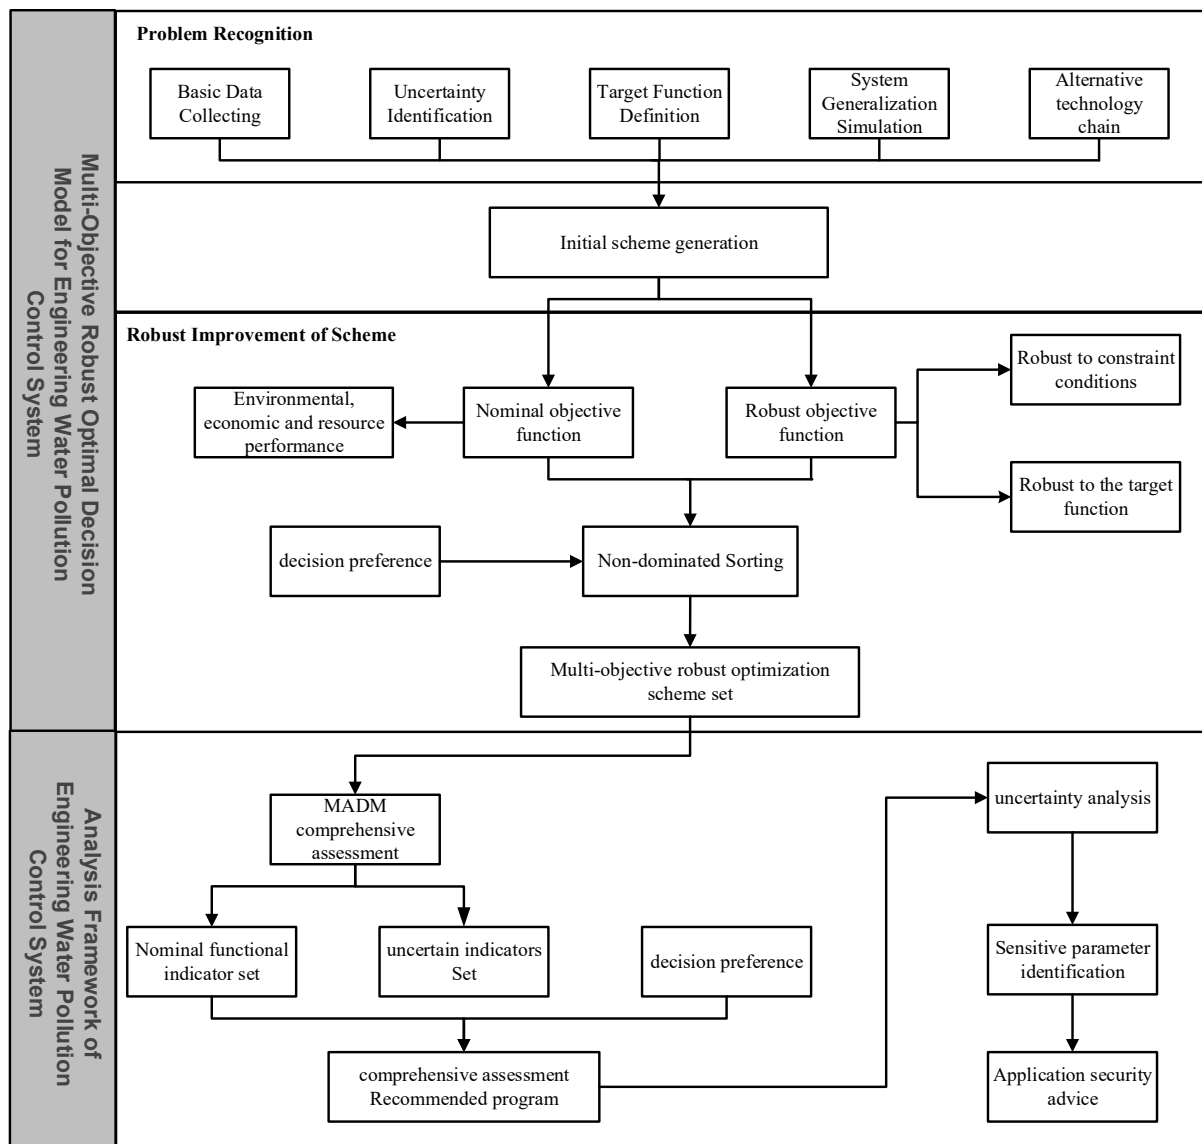 Multi-Objective Robust Optimal Decision
Model for Engineering Water Pollution
Control System
Problem Recognition
Basic Data
Collecting
Uncertainty
Identification
Target Function
Definition
System
Generalization
Simulation
Alternative
technology
chain
Initial scheme generation
Robust Improvement of Scheme
Environmental,
economic and resource
performance
Nominal objective
function
Robust objective
function
Robust to constraint
conditions
Robust to the target
function
decision preference
Non-dominated Sorting
Multi-objective robust optimization
scheme set
Analysis Framework of
Engineering Water Pollution
Control System
MADM
comprehensive
assessment
Nominal functional
indicator set
uncertain indicators
Set
decision preference
comprehensive assessment
Recommended program
uncertainty analysis
Sensitive parameter
identification
Application security
advice